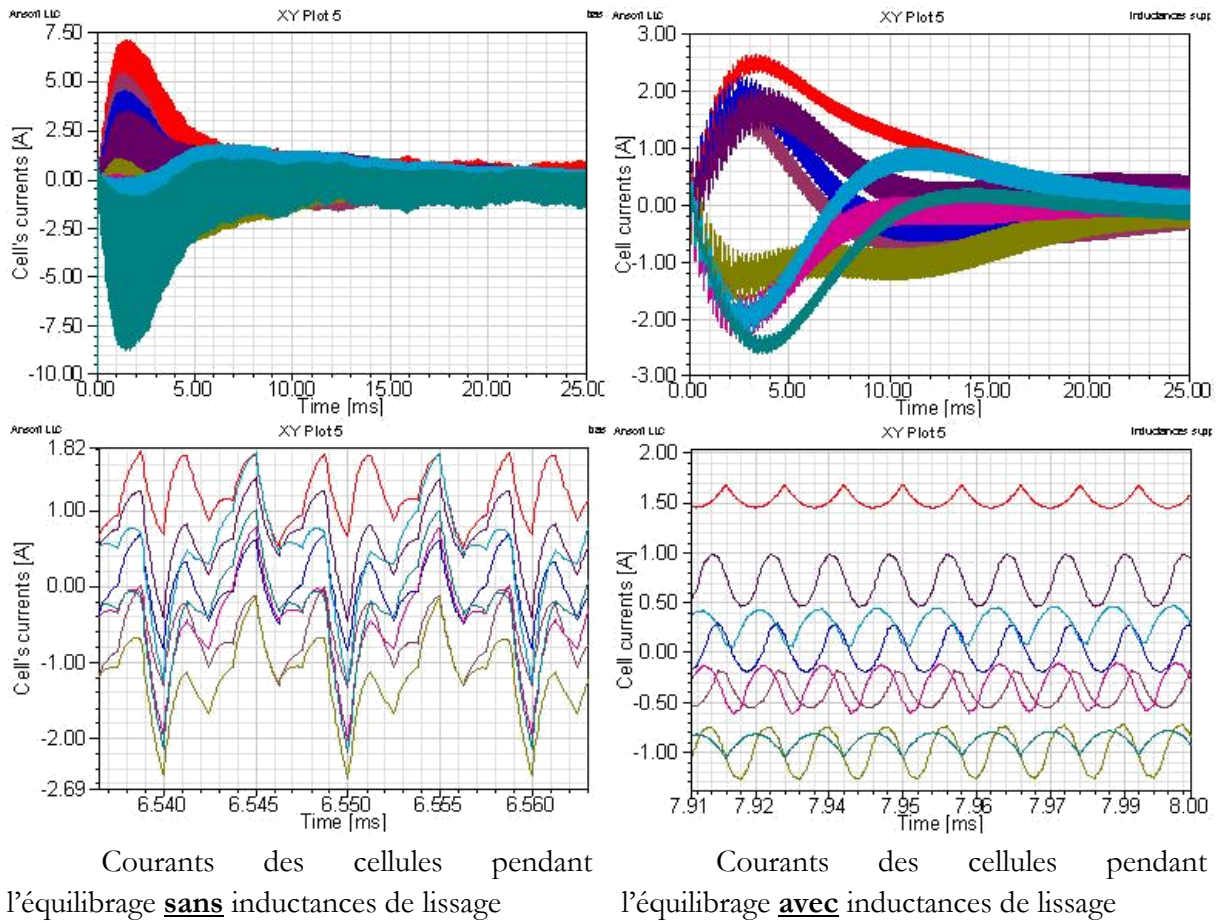 Ansoft LLC XY Plot 5 bas
7.50
5.00
2.50
0.00
-2.50
-5.00
-7.50
-10.00
Cell's currents [A]
0.0 5.00 10.00 15.00 20.00 25.00
Time [ms]
Ansoft LLC XY Plot 5 Inductances supp
3.00
2.00
1.00
0.00
-1.00
-2.00
-3.00
Cell currents [A]
0.00 5.00 10.00 15.00 20.00 25.00
Time [ms]
Ansoft LLC XY Plot 5 bas
1.82
1.00
0.00
-1.00
-2.00
-2.69
Cell's currents [A]
6.540 6.545 6.550 6.555 6.560
Time [ms]
Ansoft LLC XY Plot 5 Inductances supp
2.00
1.50
1.00
0.50
0.00
-0.50
-1.00
Cell currents [A]
7.91 7.92 7.94 7.95 7.96 7.97 7.99 8.00
Time [ms]
Courants des cellules pendant
l'équilibrage sans inductances de lissage
Courants des cellules pendant
l'équilibrage avec inductances de lissage